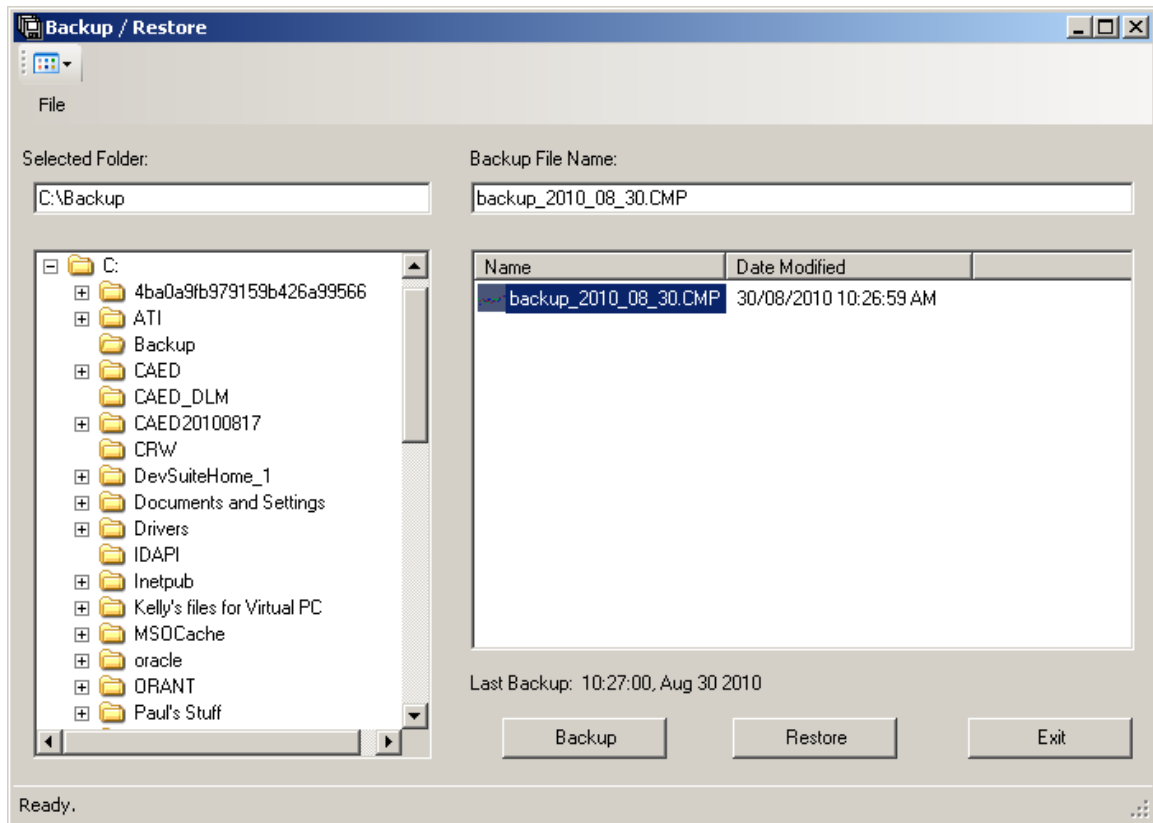 Backup / Restore
File
Selected Folder:
C:\Backup
C:
4ba0a9fb979159b426a99566
ATI
Backup
CAED
CAED_DLM
CAED20100817
CRW
DevSuiteHome_1
Documents and Settings
Drivers
IDAPI
Inetpub
Kelly's files for Virtual PC
MSOCache
oracle
ORANT
Paul's Stuff
Backup File Name:
backup_2010_08_30.CMP
Name Date Modified
backup_2010_08_30.CMP 30/08/2010 10:26:59 AM
Last Backup: 10:27:00, Aug 30 2010
Backup Restore Exit
Ready.